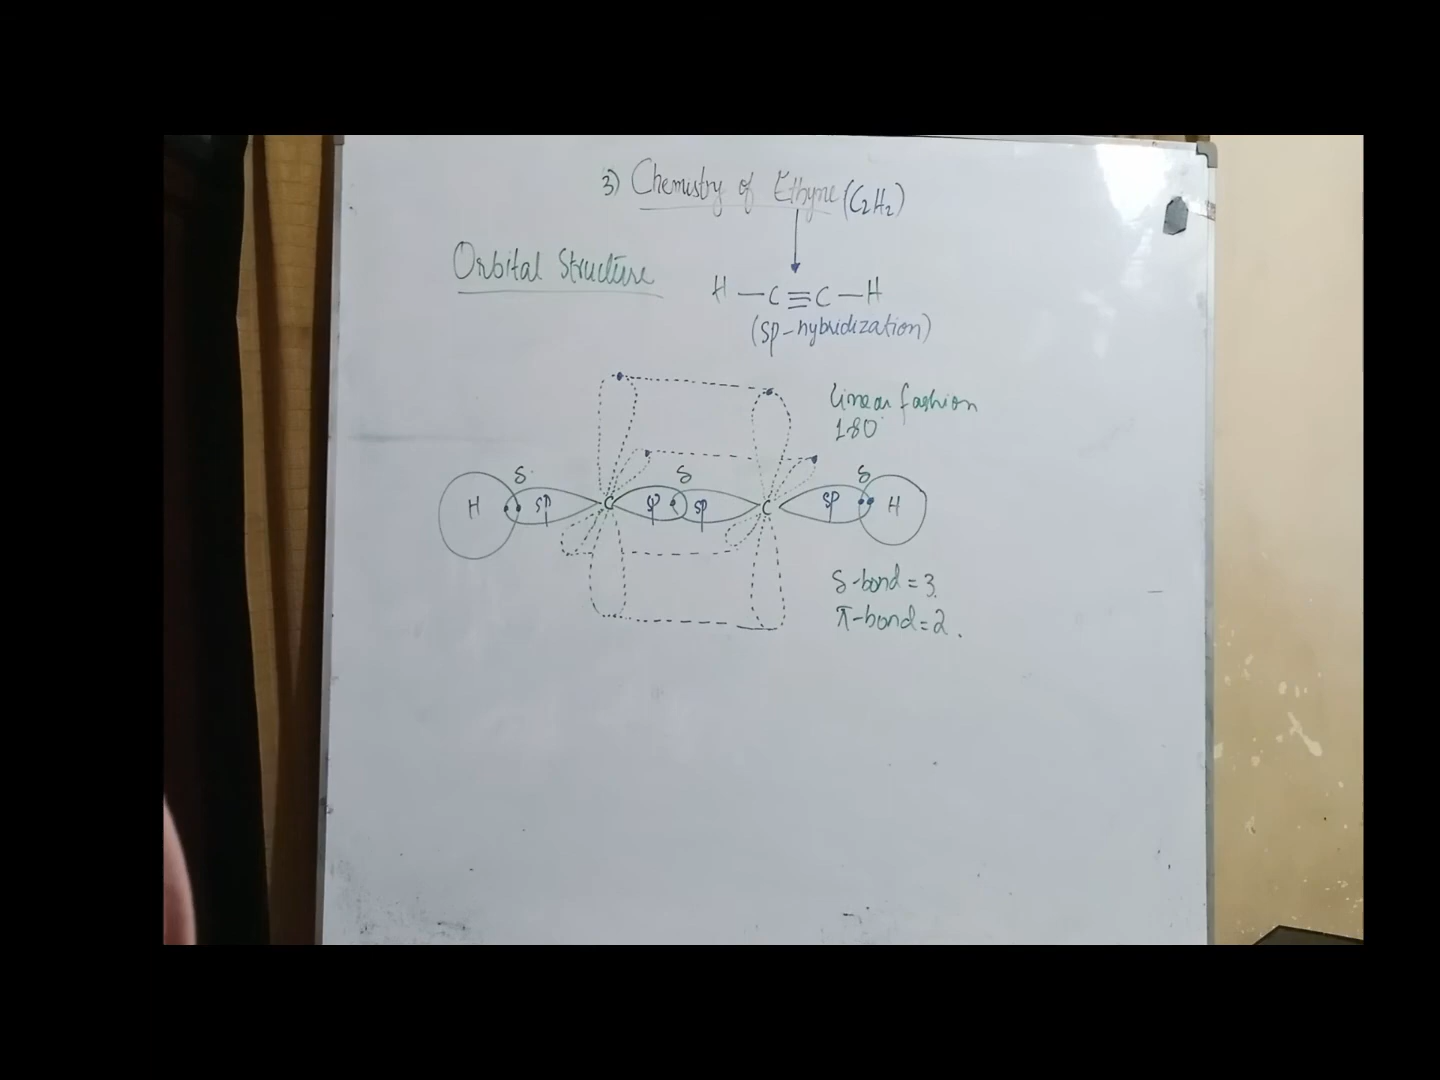 3) Chemistry of Ethyne (C₂H₂)
Orbital Structure
H — C ≡ C — H
(sp-hybridization)
linear fashion
180°
δ δ δ
H sp C sp sp C sp H
δ-bond = 3.
π-bond = 2.